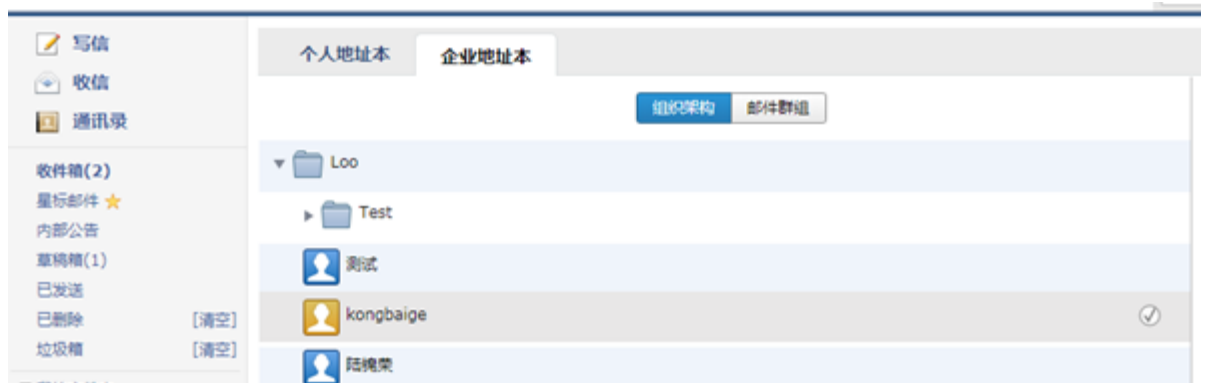 写信
收信
通讯录
收件箱(2)
星标邮件
内部公告
草稿箱(1)
已发送
已删除 [清空]
垃圾箱 [清空]
个人地址本 企业地址本
组织架构 邮件群组
Loo
Test
测试
kongbaige
陆锦荣